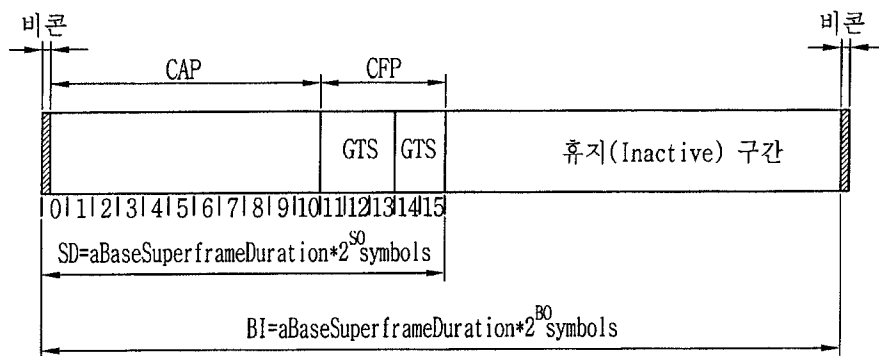 비콘 비콘
CAP CFP
GTS GTS 휴지(Inactive) 구간
0 1 2 3 4 5 6 7 8 9 10 11 12 13 14 15
SD=aBaseSuperframeDuration*2^SO symbols
BI=aBaseSuperframeDuration*2^BO symbols